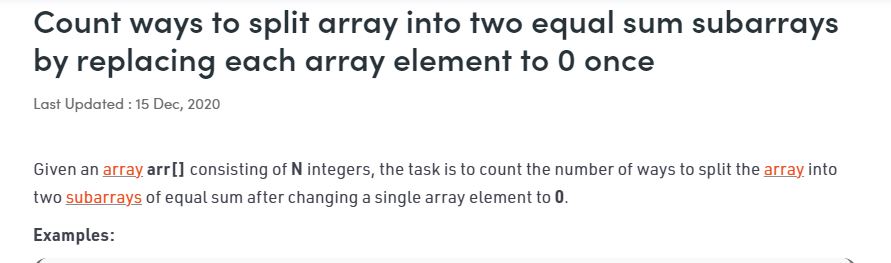 Count ways to split array into two equal sum subarrays
by replacing each array element to 0 once
Last Updated : 15 Dec, 2020
Given an array arr[] consisting of N integers, the task is to count the number of ways to split the array into
two subarrays of equal sum after changing a single array element to 0.
Examples: